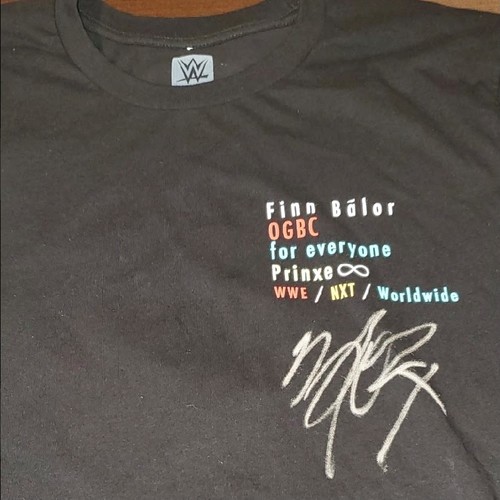 Finn Bálor
OGBC
for everyone
Prinxe∞
WWE / NXT / Worldwide